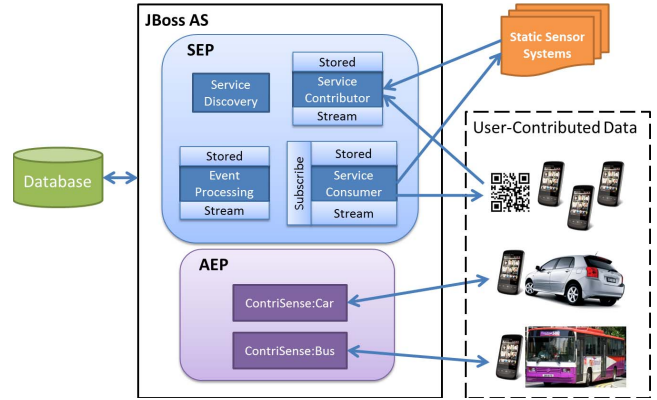 JBoss AS
SEP
Service
Discovery
Stored
Service
Contributor
Stream
Static Sensor
Systems
User-Contributed Data
Database
Stored
Event
Processing
Stream
Subscribe
Stored
Service
Consumer
Stream
AEP
ContriSense:Car
ContriSense:Bus